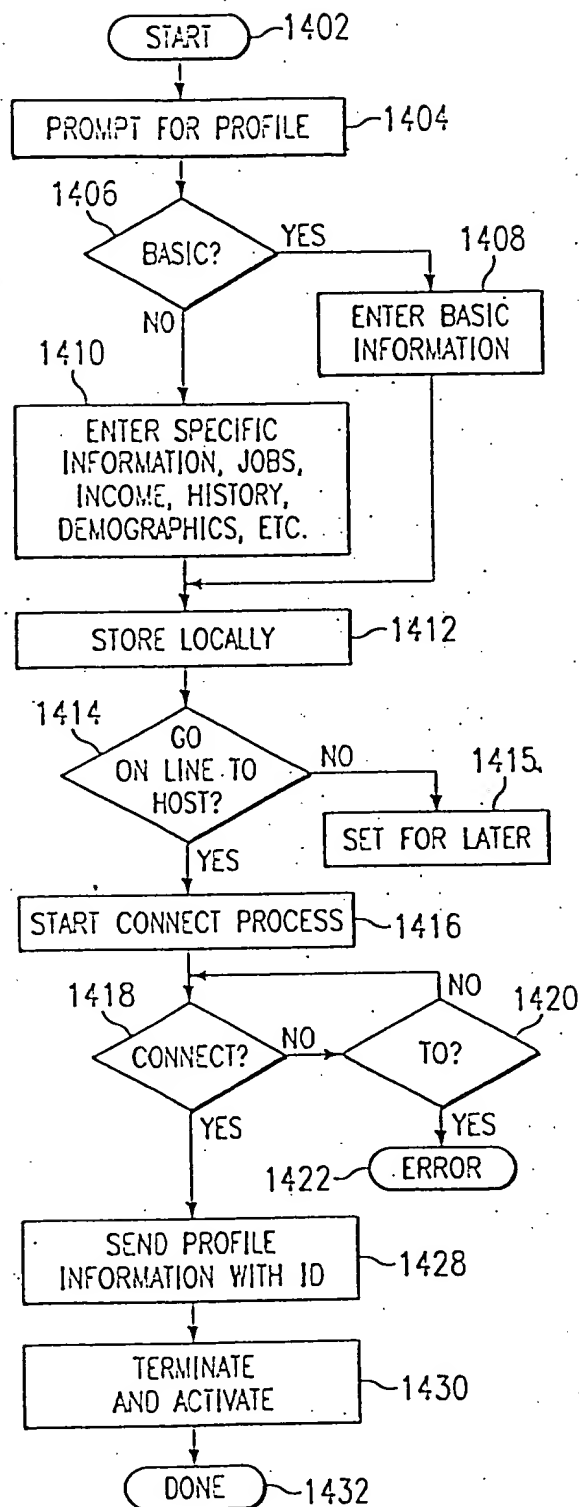 START
1402
PROMPT FOR PROFILE
1404
1406
BASIC?
YES
1408
NO
ENTER BASIC
INFORMATION
1410
ENTER SPECIFIC
INFORMATION, JOBS,
INCOME, HISTORY,
DEMOGRAPHICS, ETC.
STORE LOCALLY
1412
1414
GO
ON LINE TO
HOST?
NO
1415
SET FOR LATER
YES
START CONNECT PROCESS
1416
1418
CONNECT?
NO
NO
1420
TO?
YES
YES
1422
ERROR
SEND PROFILE
INFORMATION WITH ID
1428
TERMINATE
AND ACTIVATE
1430
DONE
1432